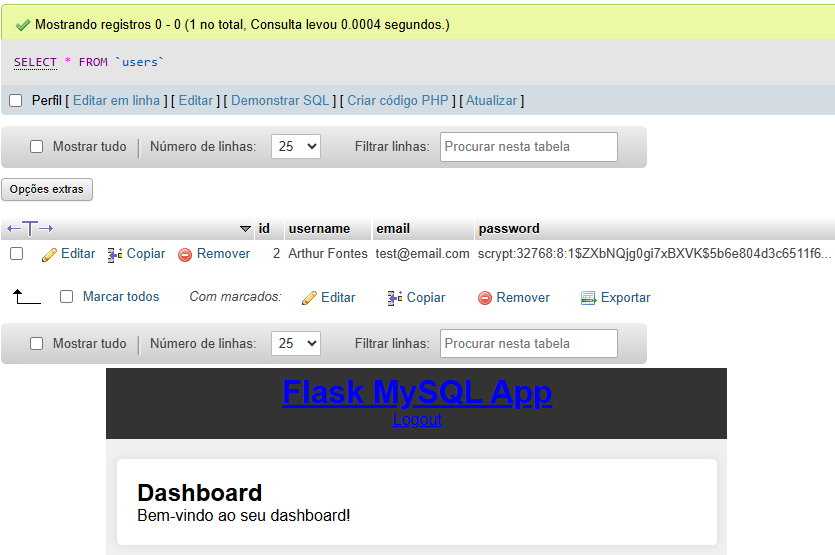 Mostrando registros 0 - 0 (1 no total, Consulta levou 0.0004 segundos.)
SELECT * FROM `users`
Perfil [ Editar em linha ] [ Editar ] [ Demonstrar SQL ] [ Criar código PHP ] [ Atualizar ]
Mostrar tudo | Número de linhas: 25 Filtrar linhas: Procurar nesta tabela
Opções extras
id username email password
Editar Copiar Remover 2 Arthur Fontes test@email.com scrypt:32768:8:1$ZXbNQjg0gi7xBXVK$5b6e804d3c6511f6...
Marcar todos Com marcados: Editar Copiar Remover Exportar
Mostrar tudo | Número de linhas: 25 Filtrar linhas: Procurar nesta tabela
Flask MySQL App
Logout
Dashboard
Bem-vindo ao seu dashboard!